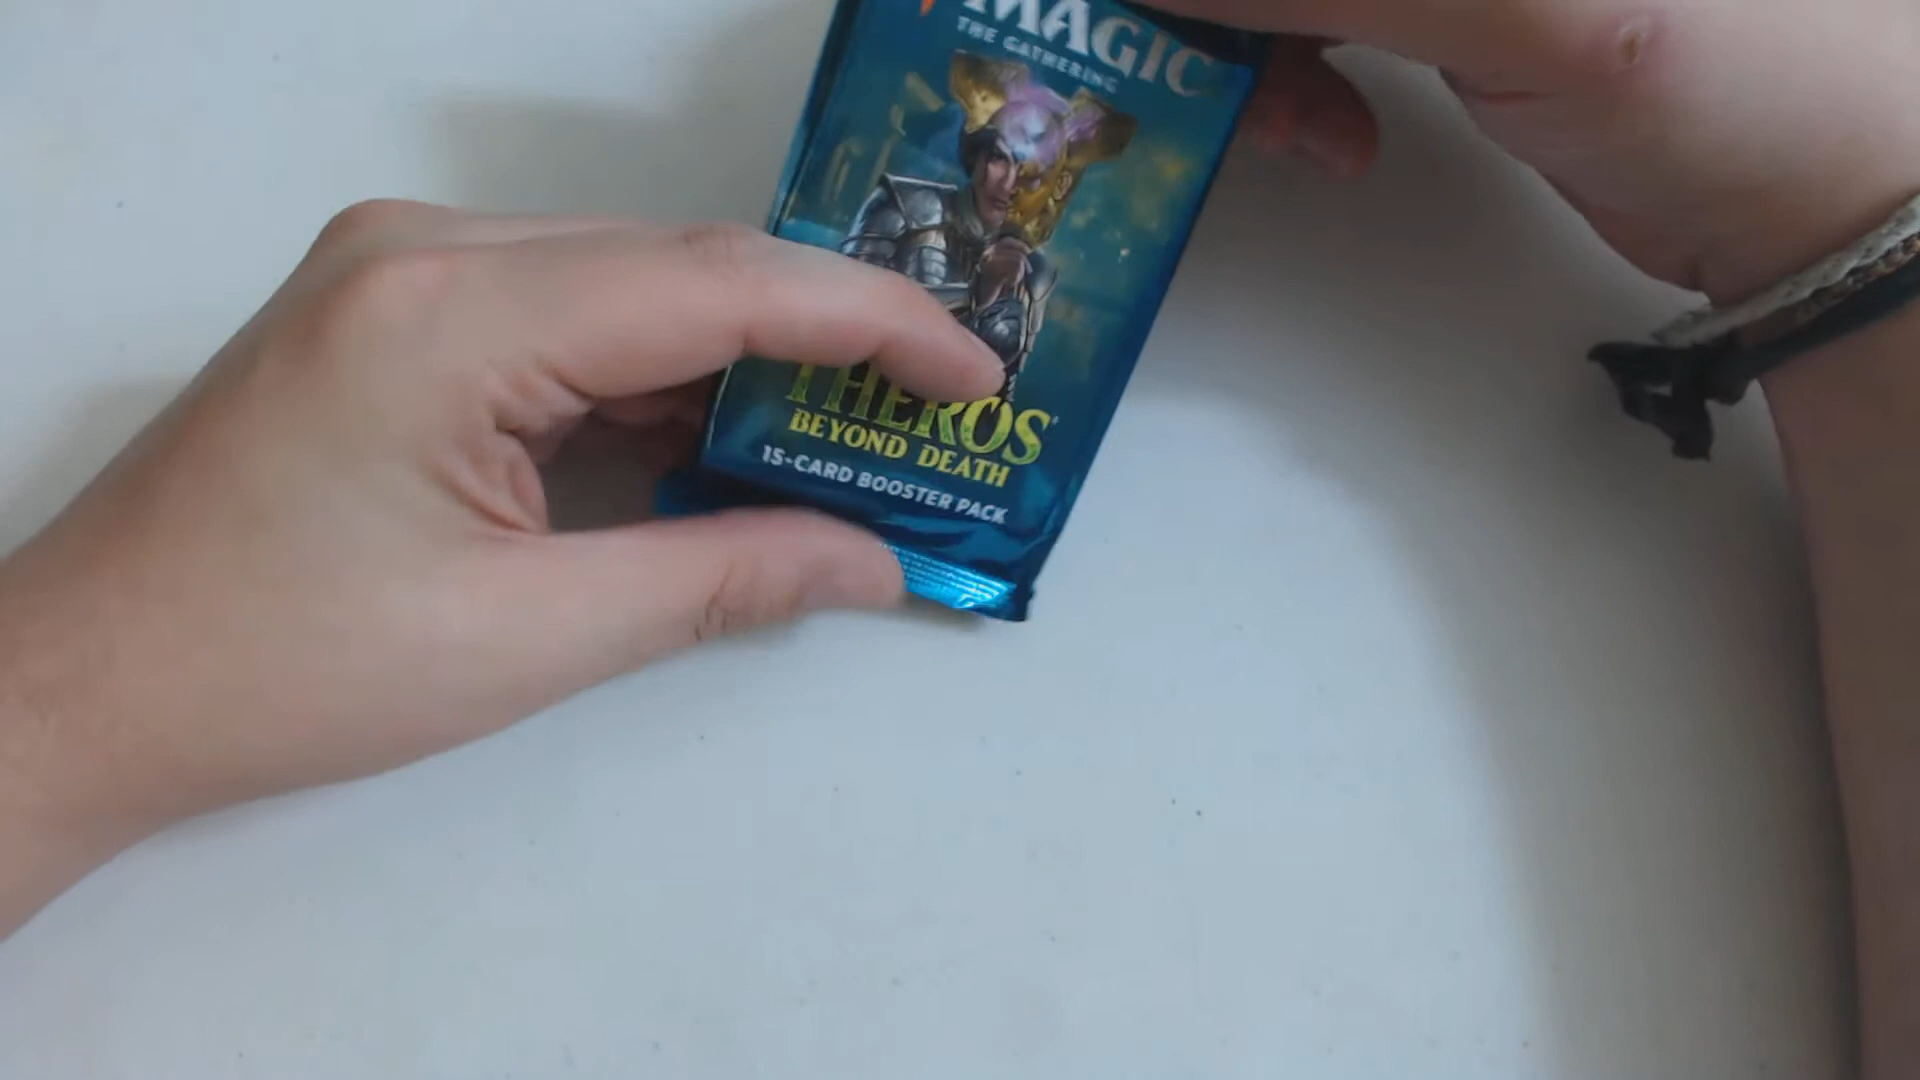 MAGIC
THE GATHERING
THEROS
BEYOND DEATH
15-CARD BOOSTER PACK